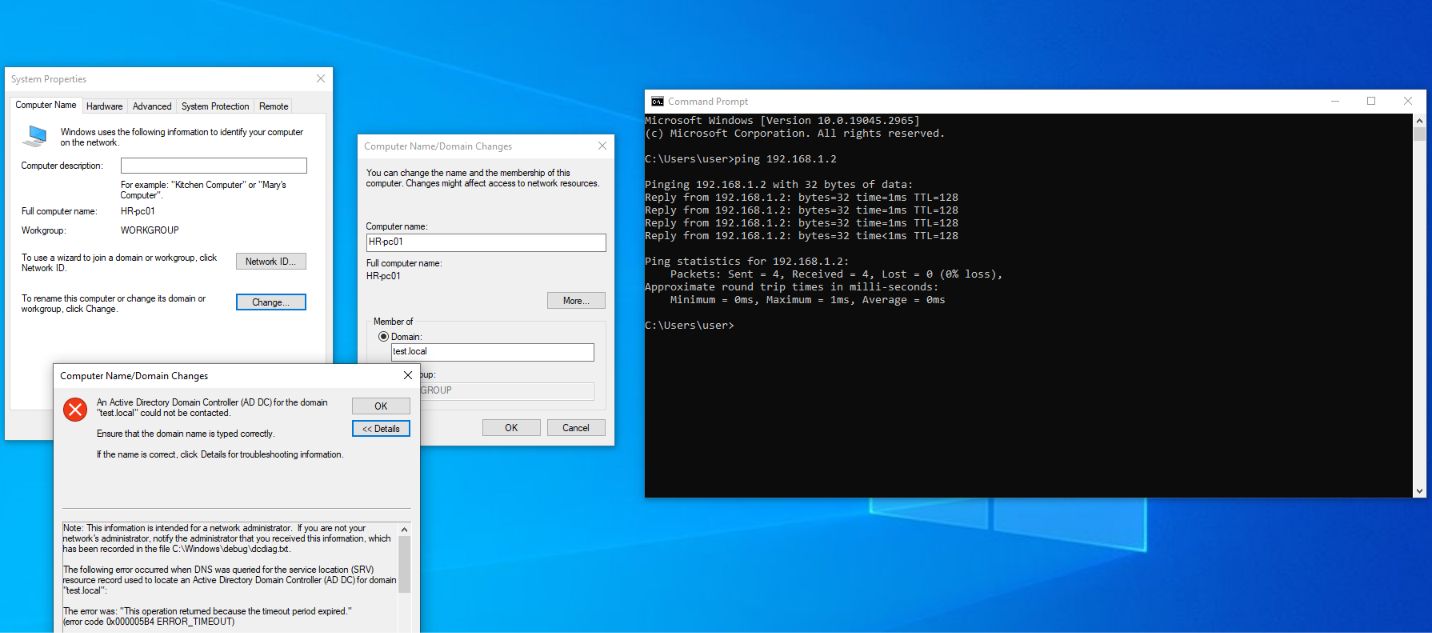 System Properties
Computer Name Hardware Advanced System Protection Remote
Windows uses the following information to identify your computer
on the network.
Computer description:
For example: "Kitchen Computer" or "Mary's
Computer".
Full computer name: HR-pc01
Workgroup: WORKGROUP
To use a wizard to join a domain or workgroup, click
Network ID.
Network ID...
To rename this computer or change its domain or
workgroup, click Change.
Change...
Computer Name/Domain Changes
You can change the name and the membership of this
computer. Changes might affect access to network resources.
Computer name:
HR-pc01
Full computer name:
HR-pc01
More...
Member of
Domain:
test.local
oup:
GROUP
OK Cancel
Computer Name/Domain Changes
An Active Directory Domain Controller (AD DC) for the domain
"test.local" could not be contacted.
Ensure that the domain name is typed correctly.
If the name is correct, click Details for troubleshooting information.
OK
<< Details
Note: This information is intended for a network administrator. If you are not your
network's administrator, notify the administrator that you received this information, which
has been recorded in the file C:\Windows\debug\dcdiag.txt.
The following error occurred when DNS was queried for the service location (SRV)
resource record used to locate an Active Directory Domain Controller (AD DC) for domain
"test.local":
The error was: "This operation returned because the timeout period expired."
(error code 0x000005B4 ERROR_TIMEOUT)
Command Prompt
Microsoft Windows [Version 10.0.19045.2965]
(c) Microsoft Corporation. All rights reserved.
C:\Users\user>ping 192.168.1.2
Pinging 192.168.1.2 with 32 bytes of data:
Reply from 192.168.1.2: bytes=32 time=1ms TTL=128
Reply from 192.168.1.2: bytes=32 time=1ms TTL=128
Reply from 192.168.1.2: bytes=32 time=1ms TTL=128
Reply from 192.168.1.2: bytes=32 time<1ms TTL=128
Ping statistics for 192.168.1.2:
Packets: Sent = 4, Received = 4, Lost = 0 (0% loss),
Approximate round trip times in milli-seconds:
Minimum = 0ms, Maximum = 1ms, Average = 0ms
C:\Users\user>